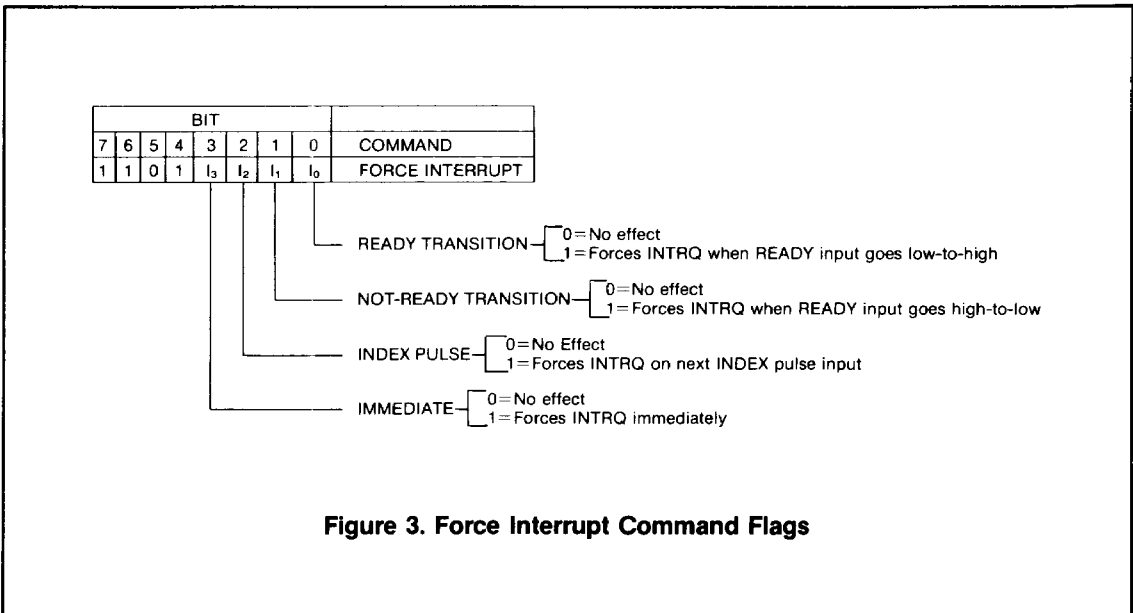 BIT
7 6 5 4 3 2 1 0 COMMAND
1 1 0 1 I₃ I₂ I₁ I₀ FORCE INTERRUPT
READY TRANSITION 0=No effect
1=Forces INTRQ when READY input goes low-to-high
NOT-READY TRANSITION 0=No effect
1=Forces INTRQ when READY input goes high-to-low
INDEX PULSE 0=No Effect
1=Forces INTRQ on next INDEX pulse input
IMMEDIATE 0=No effect
1=Forces INTRQ immediately
Figure 3. Force Interrupt Command Flags